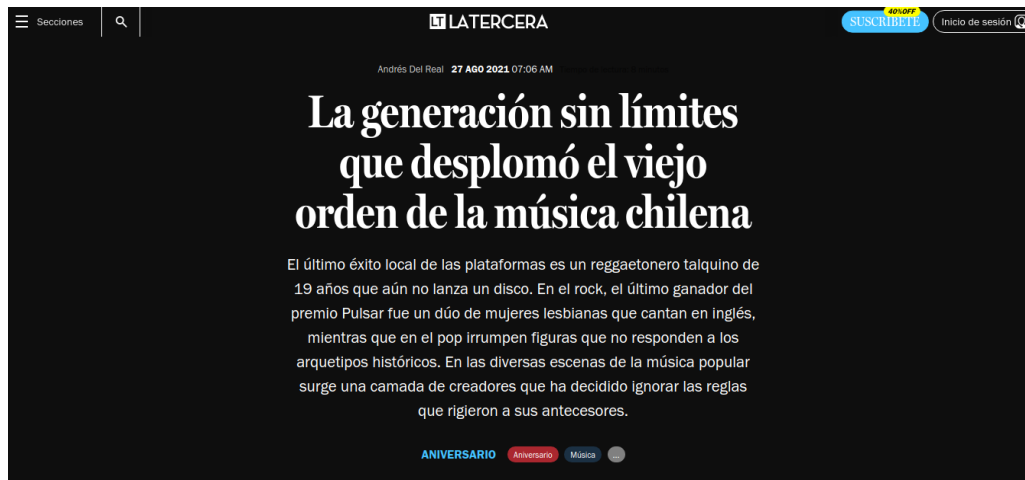 Secciones
LT LATERCERA
40%OFF
SUSCRÍBETE
Inicio de sesión
Andrés Del Real 27 AGO 2021 07:06 AM
La generación sin límites
que desplomó el viejo
orden de la música chilena
El último éxito local de las plataformas es un reggaetonero talquino de
19 años que aún no lanza un disco. En el rock, el último ganador del
premio Pulsar fue un dúo de mujeres lesbianas que cantan en inglés,
mientras que en el pop irrumpen figuras que no responden a los
arquetipos históricos. En las diversas escenas de la música popular
surge una camada de creadores que ha decidido ignorar las reglas
que rigieron a sus antecesores.
ANIVERSARIO Aniversario Música ...